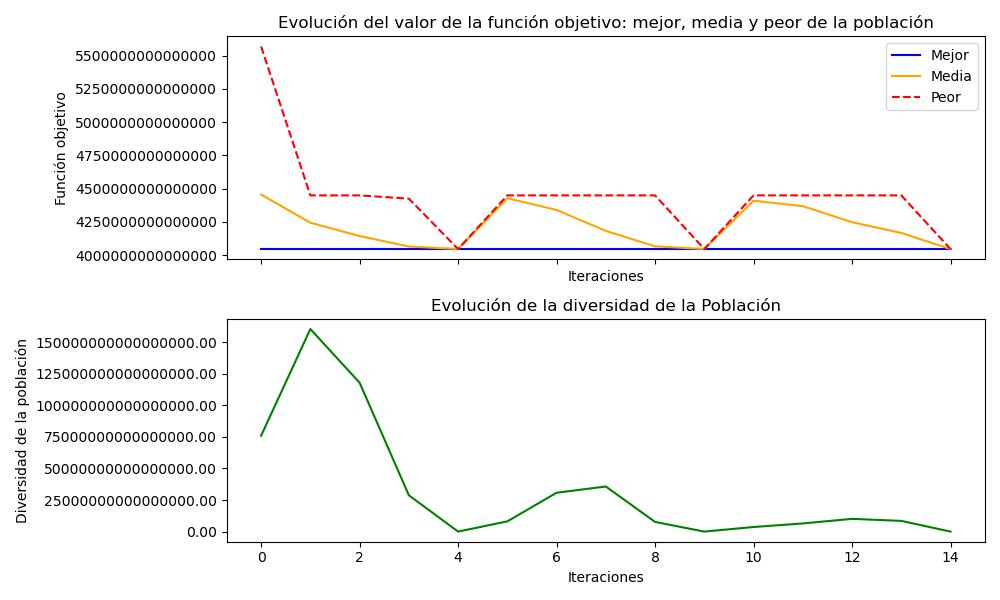 Evolución del valor de la función objetivo: mejor, media y peor de la población
Función objetivo
5500000000000000
5250000000000000
5000000000000000
4750000000000000
4500000000000000
4250000000000000
4000000000000000
Mejor
Media
Peor
Iteraciones
Evolución de la diversidad de la Población
Diversidad de la población
150000000000000000.00
125000000000000000.00
100000000000000000.00
75000000000000000.00
50000000000000000.00
25000000000000000.00
0.00
0 2 4 6 8 10 12 14
Iteraciones